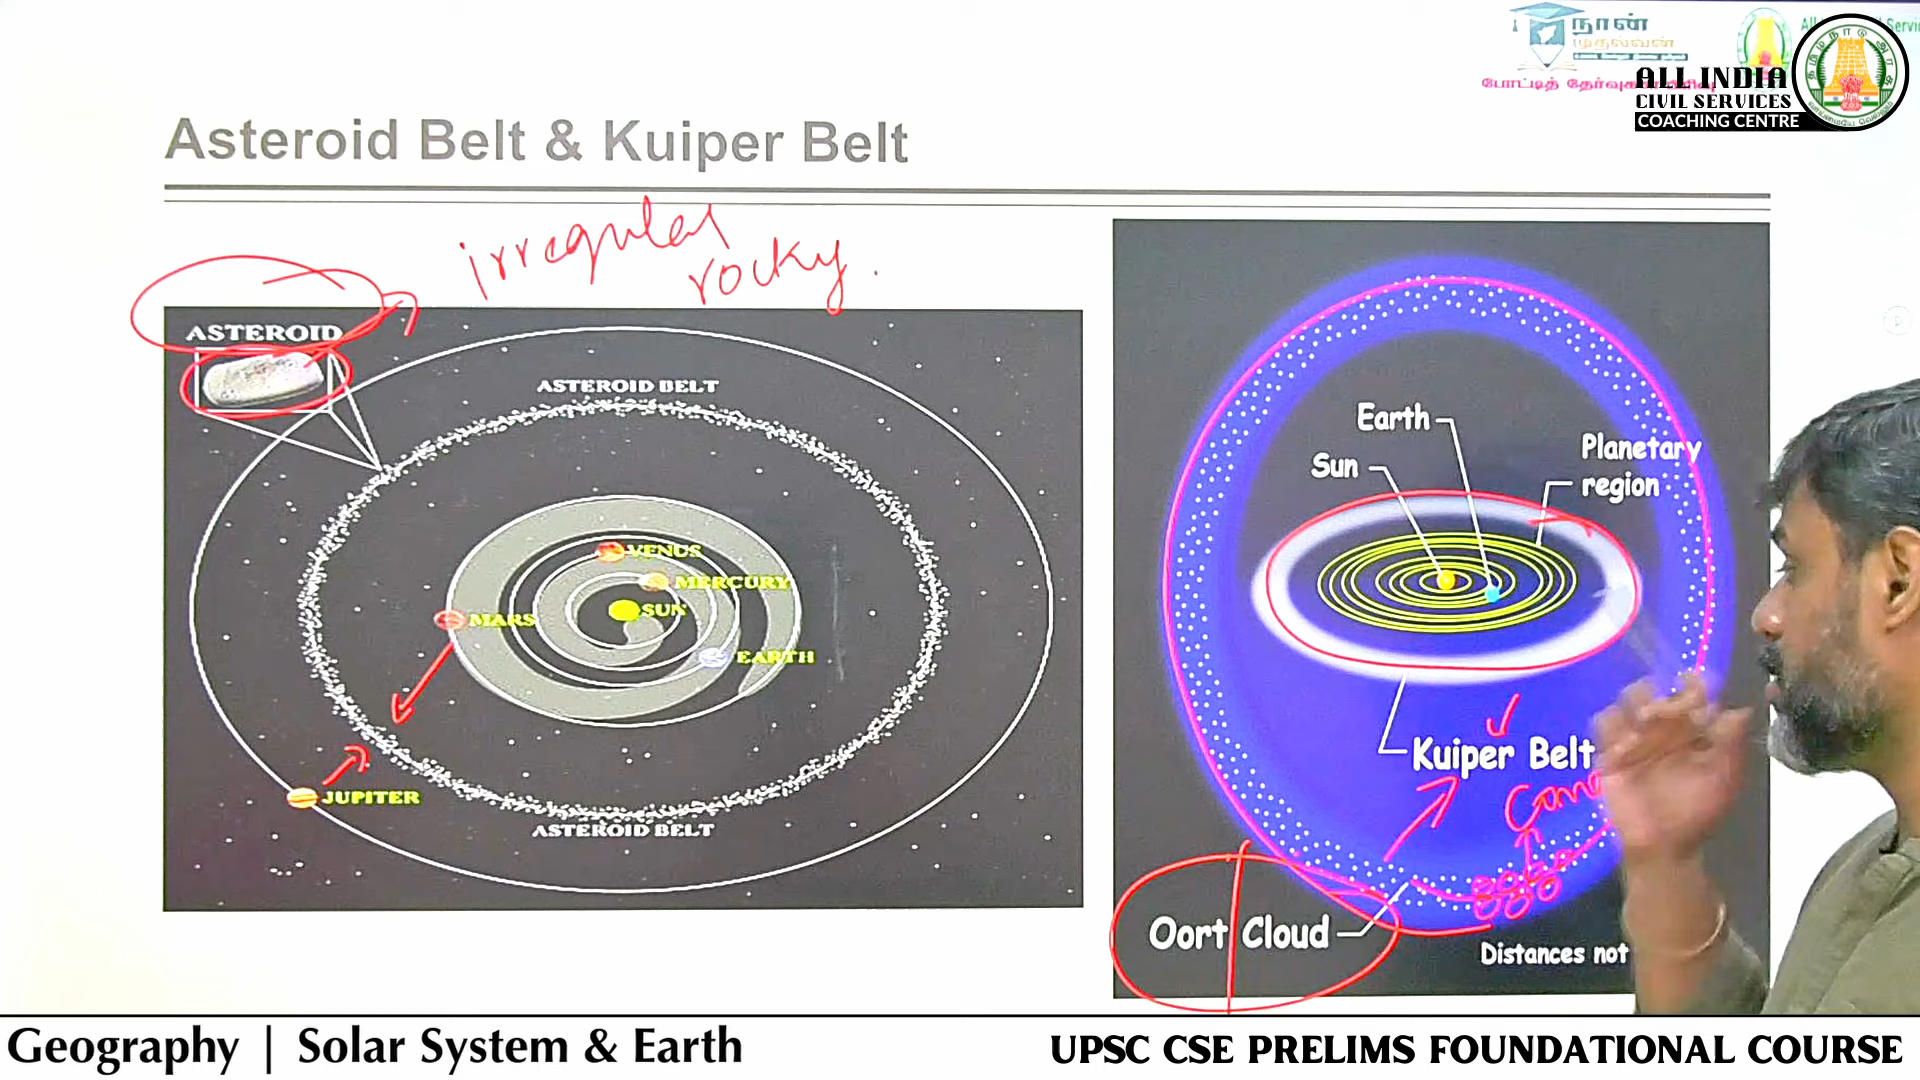 நான்
முதல்வன்
ALL INDIA
CIVIL SERVICES
COACHING CENTRE
Asteroid Belt & Kuiper Belt
irregular
rocky.
ASTEROID
ASTEROID BELT
VENUS
MERCURY
SUN
MARS
EARTH
JUPITER
ASTEROID BELT
Earth
Sun
Planetary
region
Kuiper Belt
Oort Cloud
Distances not
Geography | Solar System & Earth
UPSC CSE PRELIMS FOUNDATIONAL COURSE